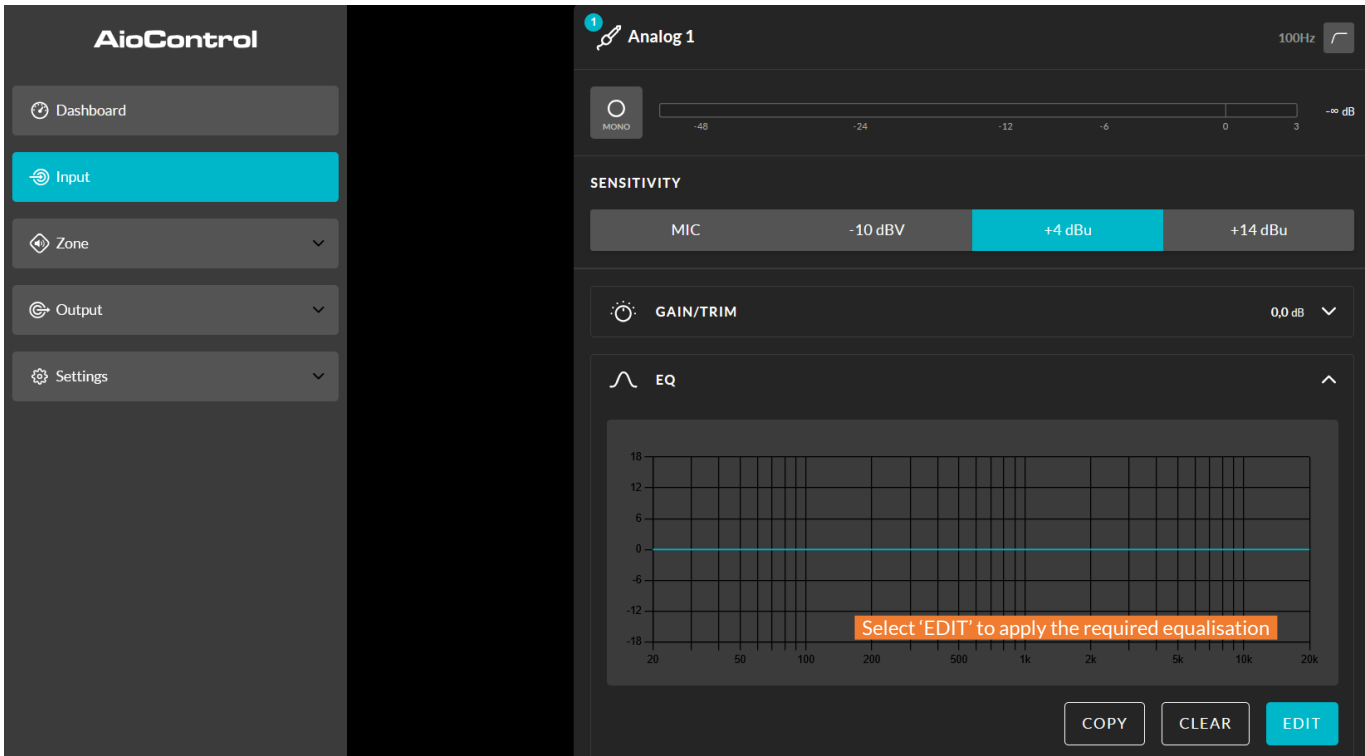 AioControl
Dashboard
Input
Zone
Output
Settings
1
Analog 1
100Hz
MONO
-48 -24 -12 -6 0 3
-∞ dB
SENSITIVITY
MIC -10 dBV +4 dBu +14 dBu
GAIN/TRIM 0,0 dB
EQ
18
12
6
0
-6
-12
Select ‘EDIT’ to apply the required equalisation
-18
20 50 100 200 500 1k 2k 5k 10k 20k
COPY CLEAR EDIT